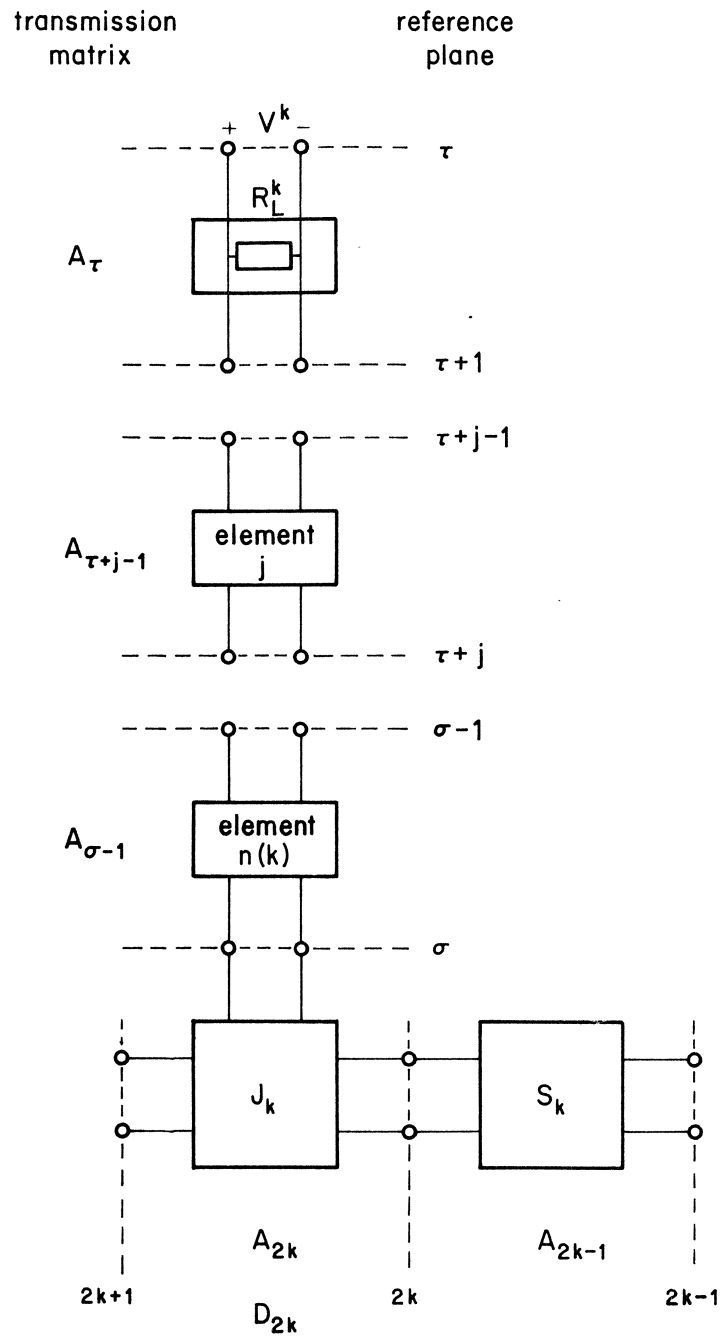 transmission matrix
reference plane
+ V^k −
τ
R_L^k
A_τ
τ+1
τ+j-1
element
j
A_τ+j-1
τ+j
σ-1
element
n(k)
A_σ-1
σ
J_k
S_k
A_2k
A_2k-1
2k+1
2k
2k-1
D_2k